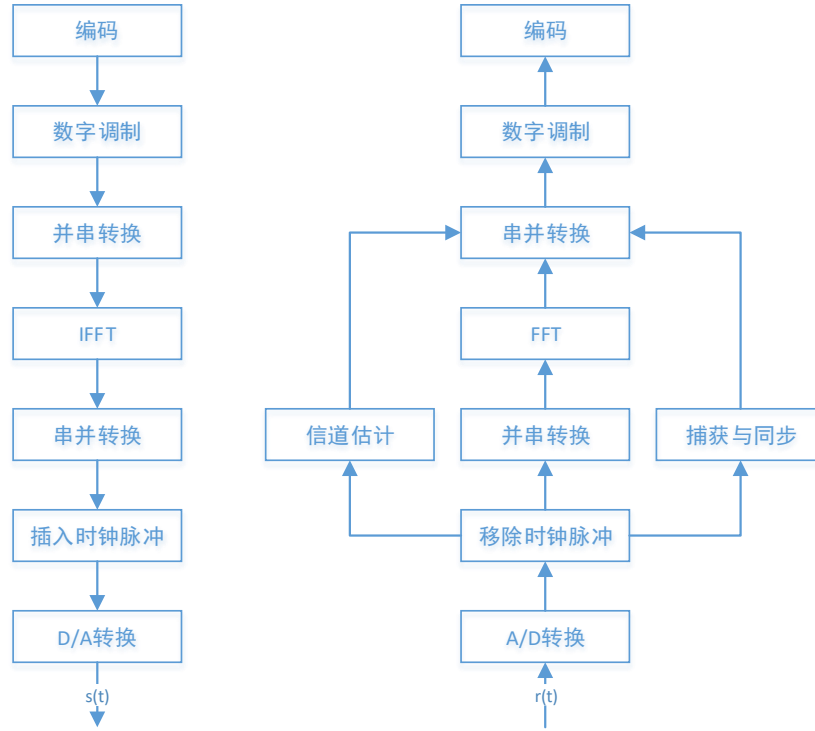 编码
数字调制
并串转换
IFFT
串并转换
插入时钟脉冲
D/A转换
s(t)
编码
数字调制
串并转换
FFT
信道估计
并串转换
捕获与同步
移除时钟脉冲
A/D转换
r(t)